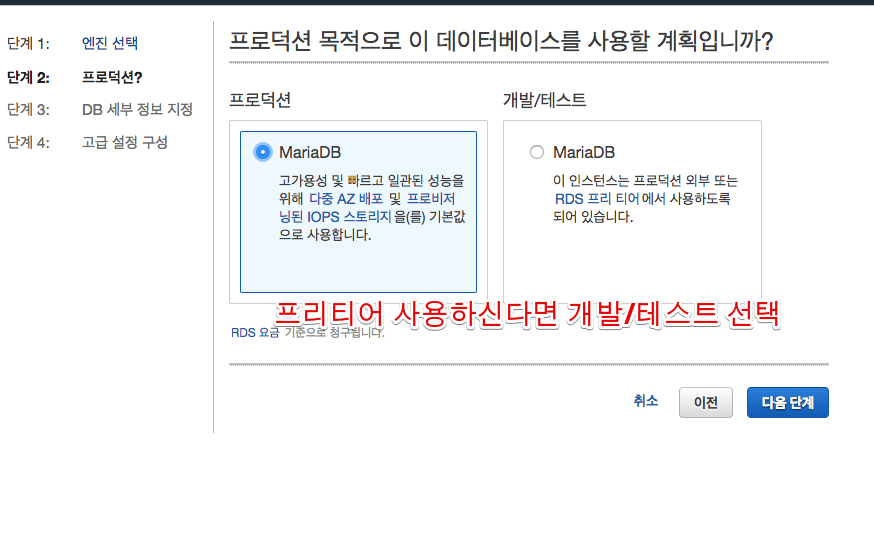 단계 1: 엔진 선택
단계 2: 프로덕션?
단계 3: DB 세부 정보 지정
단계 4: 고급 설정 구성
프로덕션 목적으로 이 데이터베이스를 사용할 계획입니까?
프로덕션
MariaDB
고가용성 및 빠르고 일관된 성능을
위해 다중 AZ 배포 및 프로비저
닝된 IOPS 스토리지을(를) 기본값
으로 사용합니다.
개발/테스트
MariaDB
이 인스턴스는 프로덕션 외부 또는
RDS 프리 티어에서 사용하도록
되어 있습니다.
프리티어 사용하신다면 개발/테스트 선택
RDS 요금 기준으로 청구됩니다.
취소
이전
다음 단계